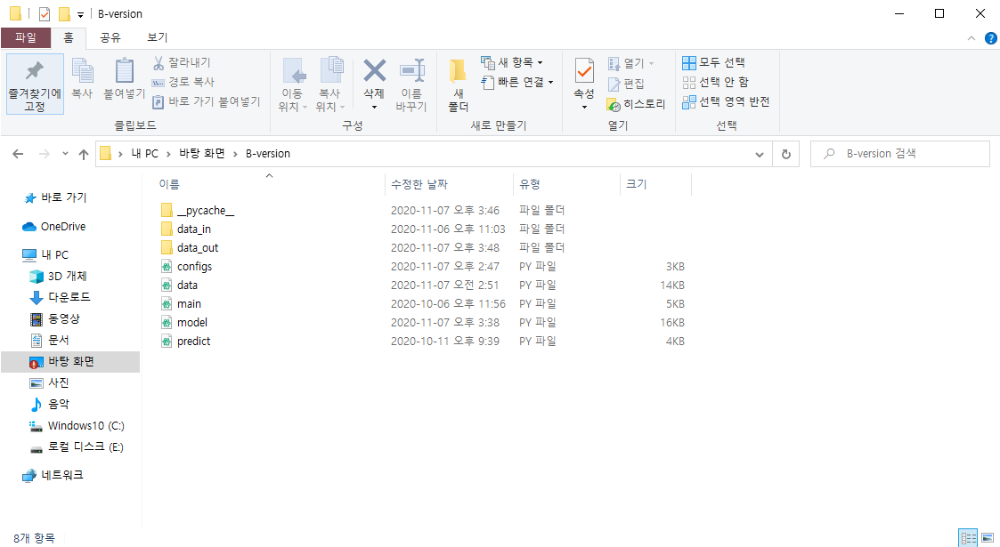 B-version
파일 홈 공유 보기
즐겨찾기에 고정
복사
붙여넣기
잘라내기
경로 복사
바로 가기 붙여넣기
클립보드
이동 위치
복사 위치
삭제
이름 바꾸기
구성
새 폴더
새 항목
빠른 연결
새로 만들기
속성
열기
편집
히스토리
열기
모두 선택
선택 안 함
선택 영역 반전
선택
내 PC › 바탕 화면 › B-version
B-version 검색
바로 가기
OneDrive
내 PC
3D 개체
다운로드
동영상
문서
바탕 화면
사진
음악
Windows10 (C:)
로컬 디스크 (E:)
네트워크
이름 수정한 날짜 유형 크기
__pycache__ 2020-11-07 오후 3:46 파일 폴더
data_in 2020-11-06 오후 11:03 파일 폴더
data_out 2020-11-07 오후 3:48 파일 폴더
configs 2020-11-07 오후 2:47 PY 파일 3KB
data 2020-11-07 오전 2:51 PY 파일 14KB
main 2020-10-06 오후 11:56 PY 파일 5KB
model 2020-11-07 오후 3:38 PY 파일 16KB
predict 2020-10-11 오후 9:39 PY 파일 4KB
8개 항목